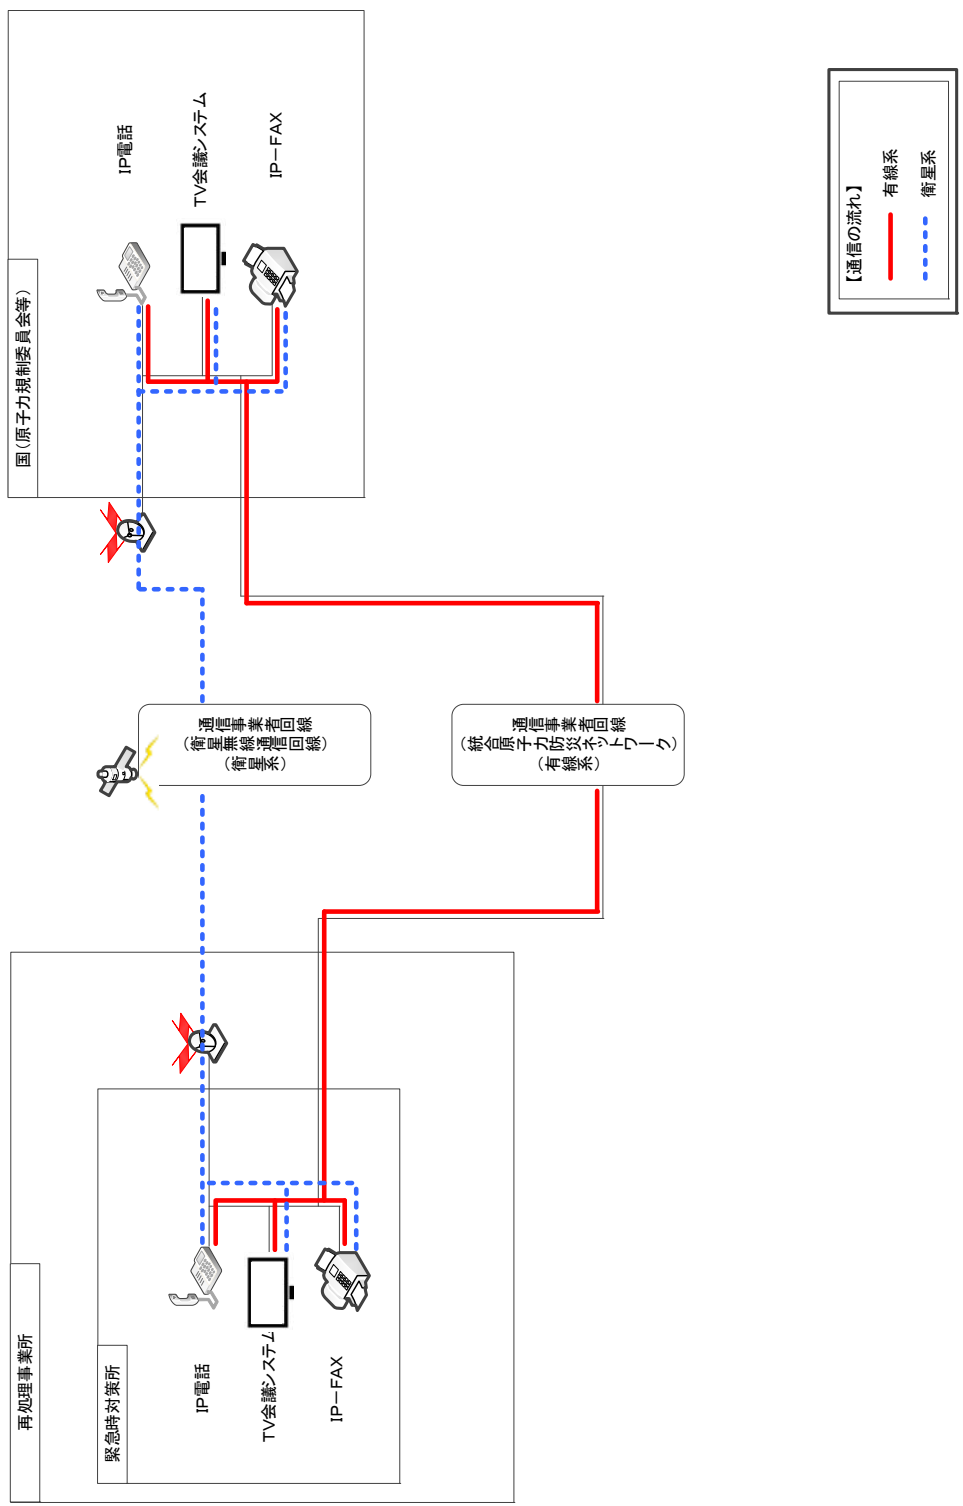 再処理事業所
緊急時対策所
IP電話
TV会議システム
IP－FAX
通信事業者回線
（衛星無線通信回線）
（衛星系）
通信事業者回線
（統合原子力防災ネットワーク）
（有線系）
国（原子力規制委員会等）
IP電話
TV会議システム
IP－FAX
【通信の流れ】
有線系
衛星系